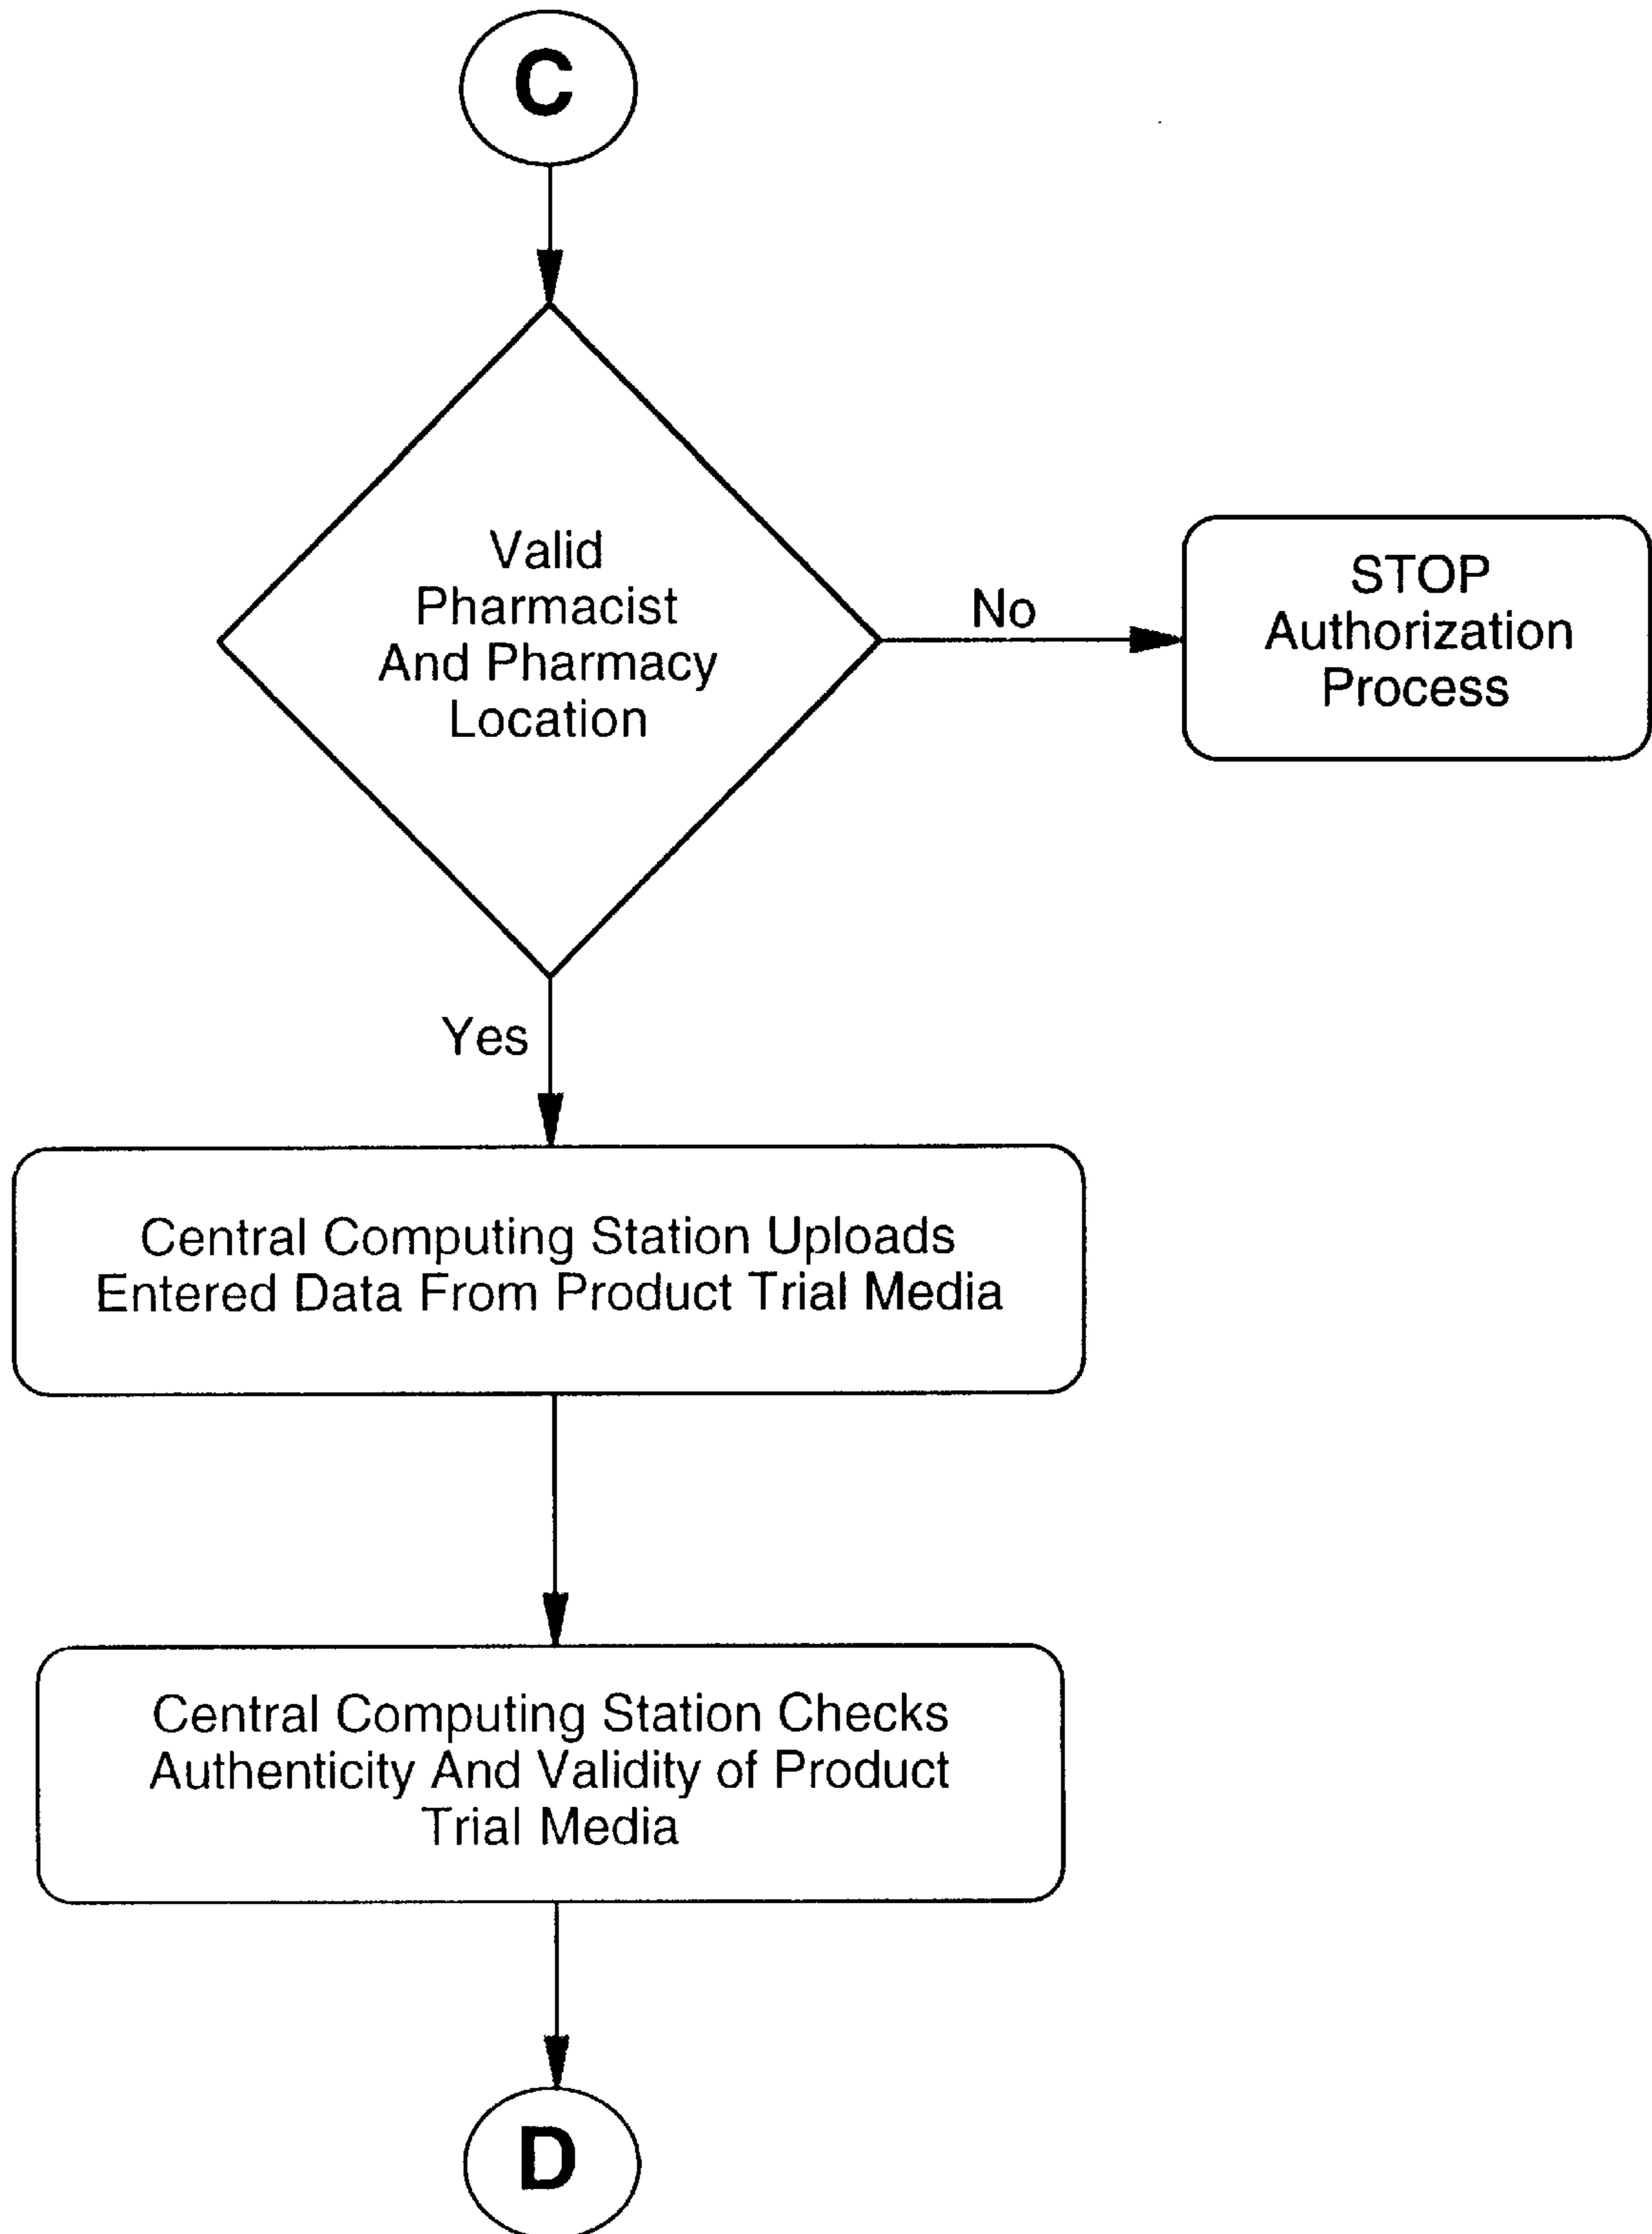 C
Valid
Pharmacist
And Pharmacy
Location
No
STOP
Authorization
Process
Yes
Central Computing Station Uploads
Entered Data From Product Trial Media
Central Computing Station Checks
Authenticity And Validity of Product
Trial Media
D